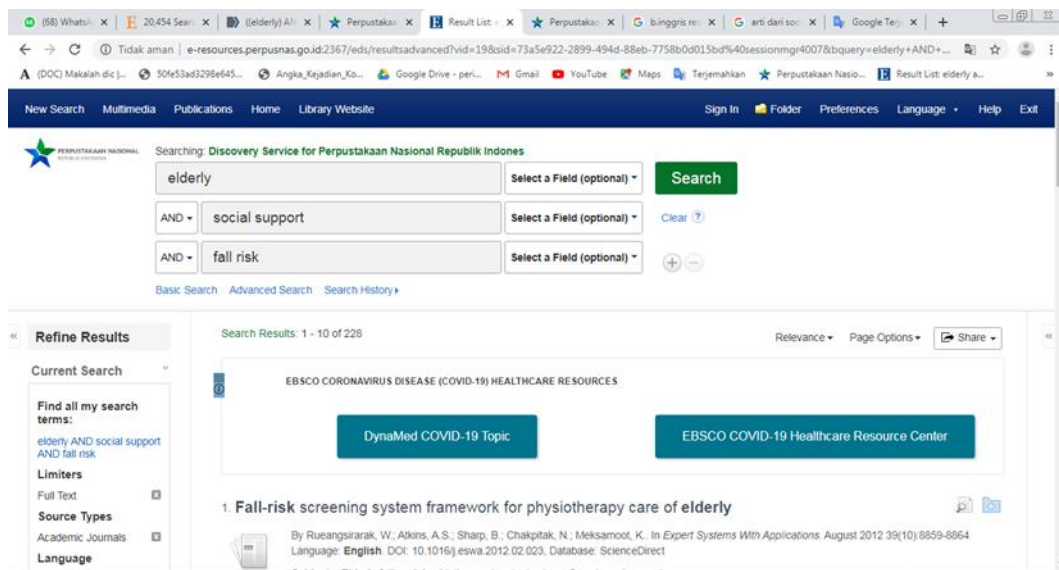 (68) WhatsA
20,454 Sear
((elderly) AN
Perpustakaa
Result List: e
Perpustakaa
b.inggris re
arti dari soc
Google Terj
Tidak aman | e-resources.perpusnas.go.id:2367/eds/resultsadvanced?vid=19&sid=73a5e922-2899-494d-88eb-7758b0d015bd%40sessionmgr4007&bquery=elderly+AND+...
(DOC) Makalah dic |... 50fe53ad3298e645... Angka_Kejadian_Ko... Google Drive - peri... Gmail YouTube Maps Terjemahkan Perpustakaan Nasio... Result List: elderly a... »
New Search Multimedia Publications Home Library Website Sign In Folder Preferences Language Help Exit
PERPUSTAKAAN NASIONAL
REPUBLIK INDONESIA
Searching: Discovery Service for Perpustakaan Nasional Republik Indones
elderly Select a Field (optional) Search
AND social support Select a Field (optional) Clear ?
AND fall risk Select a Field (optional)
Basic Search Advanced Search Search History
Refine Results
Current Search
Find all my search
terms:
elderly AND social support
AND fall risk
Limiters
Full Text
Source Types
Academic Journals
Language
Search Results: 1 - 10 of 228 Relevance Page Options Share
EBSCO CORONAVIRUS DISEASE (COVID-19) HEALTHCARE RESOURCES
DynaMed COVID-19 Topic EBSCO COVID-19 Healthcare Resource Center
1. Fall-risk screening system framework for physiotherapy care of elderly
By Rueangsirarak, W.; Atkins, A.S.; Sharp, B.; Chakpitak, N.; Meksamoot, K.. In Expert Systems With Applications. August 2012 39(10):8859-8864
Language: English. DOI: 10.1016/j.eswa.2012.02.023, Database: ScienceDirect